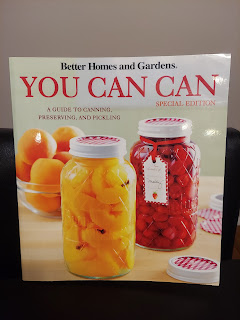 Better Homes and Gardens®
YOU CAN CAN
SPECIAL EDITION
A GUIDE TO CANNING,
PRESERVING, AND PICKLING